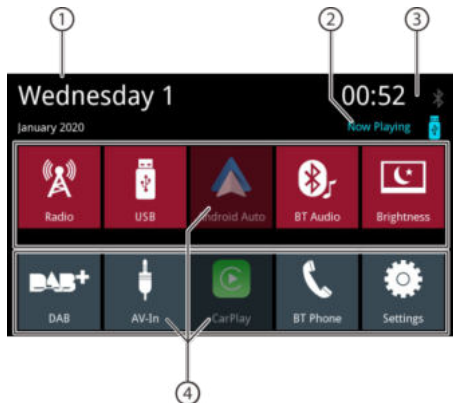 1
2
3
Wednesday 1
00:52
January 2020
Now Playing
Radio
USB
Android Auto
BT Audio
Brightness
DAB+
DAB
AV-In
CarPlay
BT Phone
Settings
4